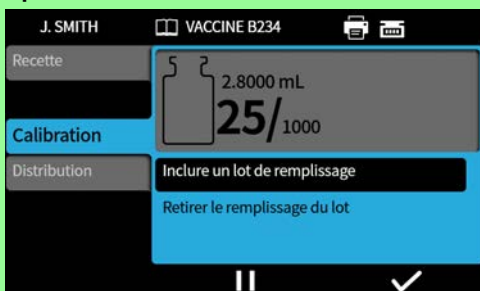 J. SMITH
VACCINE B234
Recette
Calibration
Distribution
2.8000 mL
25/1000
Inclure un lot de remplissage
Retirer le remplissage du lot